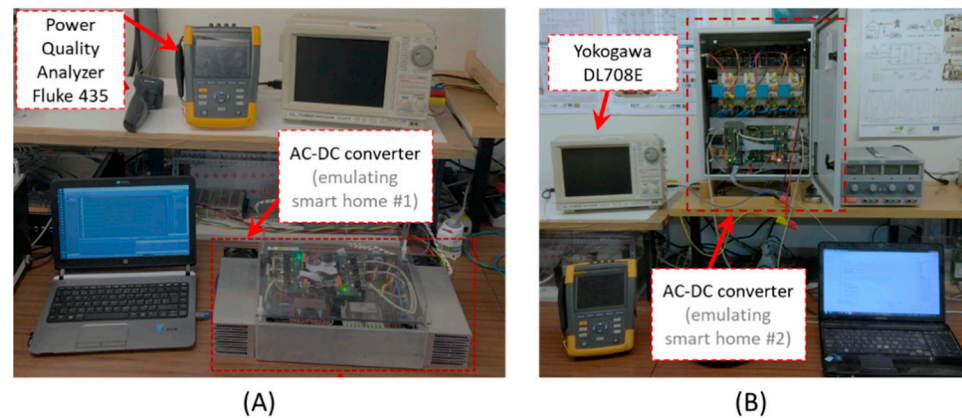 Power
Quality
Analyzer
Fluke 435
AC-DC converter
(emulating
smart home #1)
(A)
Yokogawa
DL708E
AC-DC converter
(emulating
smart home #2)
(B)